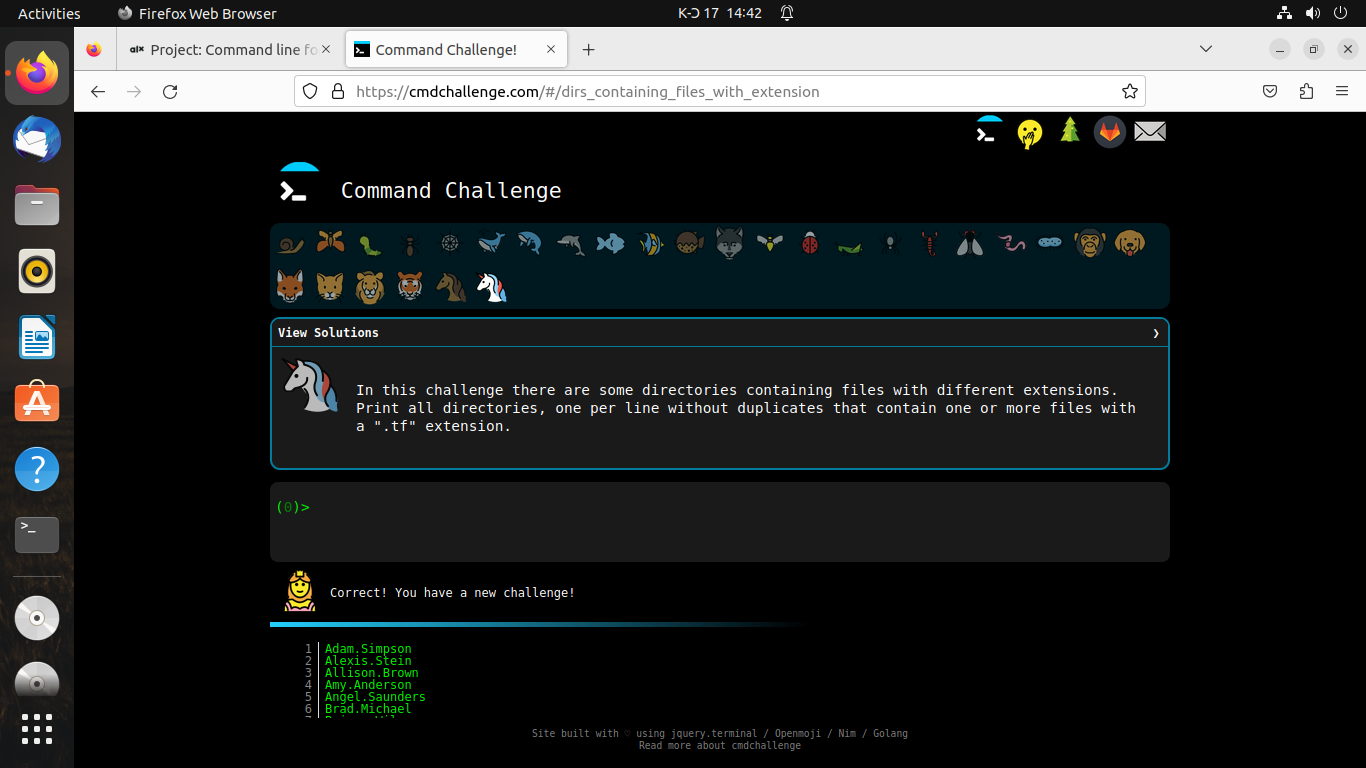 Activities
Firefox Web Browser
К-Э 17 14:42
alx Project: Command line fo
Command Challenge!
https://cmdchallenge.com/#/dirs_containing_files_with_extension
Command Challenge
View Solutions
In this challenge there are some directories containing files with different extensions.
Print all directories, one per line without duplicates that contain one or more files with
a ".tf" extension.
(0)>
Correct! You have a new challenge!
1 Adam.Simpson
2 Alexis.Stein
3 Allison.Brown
4 Amy.Anderson
5 Angel.Saunders
6 Brad.Michael
Site built with ♡ using jquery.terminal / Openmoji / Nim / Golang
Read more about cmdchallenge